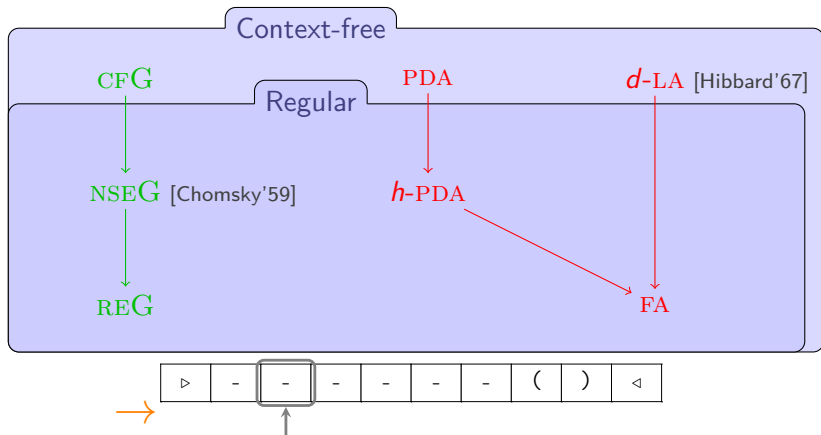 Context-free
CFG PDA d-LA [Hibbard'67]
Regular
NSEG [Chomsky'59] h-PDA
REG FA
▷ - - - - - - ( ) ◁